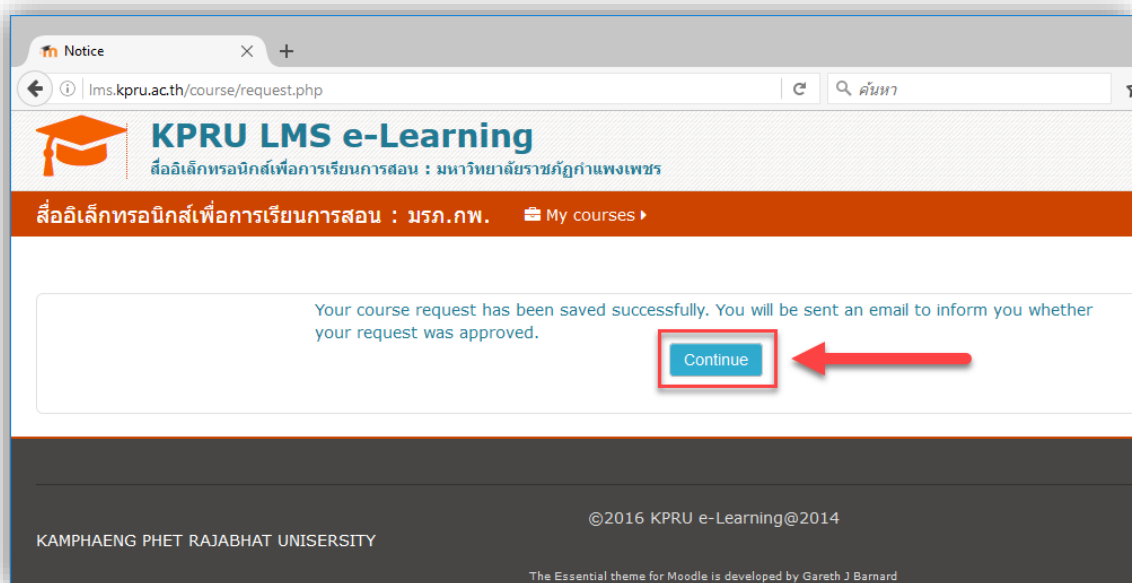 Notice
lms.kpru.ac.th/course/request.php
ค้นหา
KPRU LMS e-Learning
สื่ออิเล็กทรอนิกส์เพื่อการเรียนการสอน : มหาวิทยาลัยราชภัฏกำแพงเพชร
สื่ออิเล็กทรอนิกส์เพื่อการเรียนการสอน : มรภ.กพ. My courses
Your course request has been saved successfully. You will be sent an email to inform you whether
your request was approved.
Continue
©2016 KPRU e-Learning@2014
KAMPHAENG PHET RAJABHAT UNISERSITY
The Essential theme for Moodle is developed by Gareth J Barnard